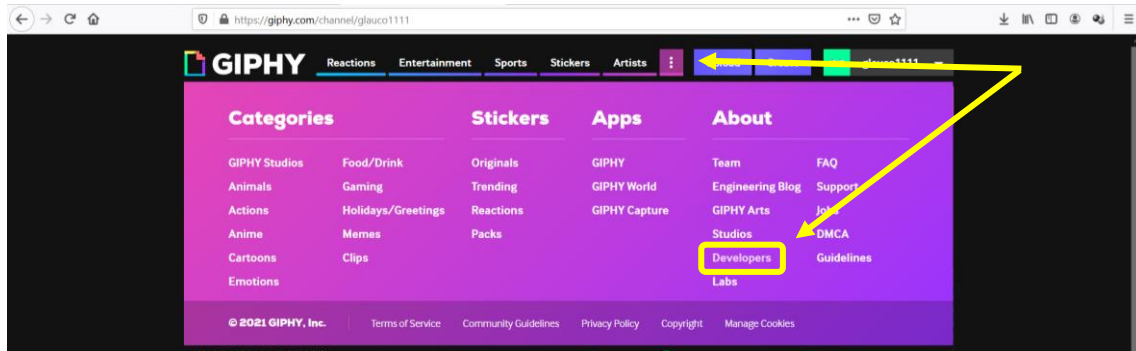 https://giphy.com/channel/glauco1111
GIPHY Reactions Entertainment Sports Stickers Artists glauco1111
Categories Stickers Apps About
GIPHY Studios Food/Drink Originals GIPHY Team FAQ
Animals Gaming Trending GIPHY World Engineering Blog Support
Actions Holidays/Greetings Reactions GIPHY Capture GIPHY Arts Jobs
Anime Memes Packs Studios DMCA
Cartoons Clips Developers Guidelines
Emotions Labs
© 2021 GIPHY, Inc. Terms of Service Community Guidelines Privacy Policy Copyright Manage Cookies